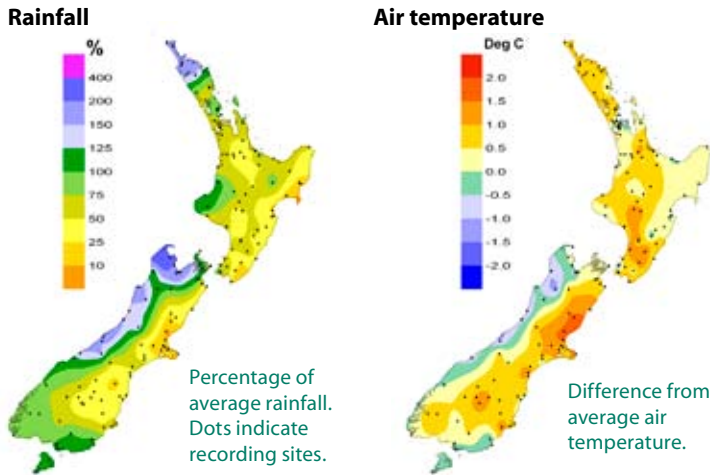 Rainfall
%
400
200
150
125
100
75
50
25
10
Percentage of
average rainfall.
Dots indicate
recording sites.
Air temperature
Deg C
2.0
1.5
1.0
0.5
0.0
-0.5
-1.0
-1.5
-2.0
Difference from
average air
temperature.